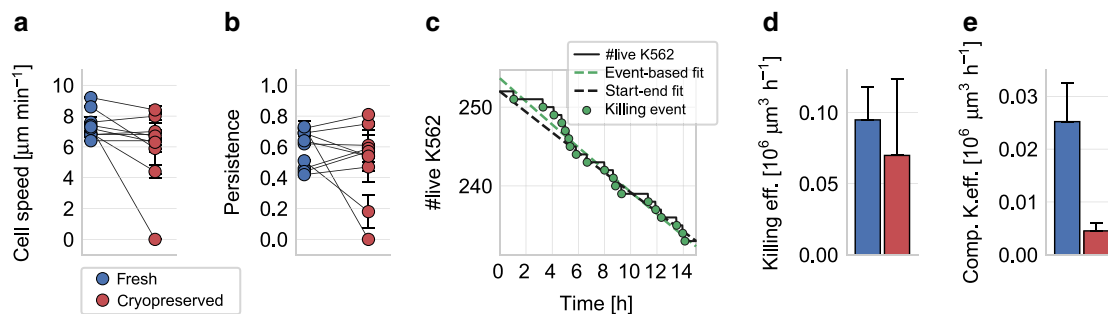 a
Cell speed [μm min⁻¹]
10
8
6
4
2
0
Fresh
Cryopreserved
b
Persistence
1.0
0.8
0.6
0.4
0.2
0.0
c
#live K562
Event-based fit
Start-end fit
Killing event
#live K562
250
240
0 2 4 6 8 10 12 14
Time [h]
d
Killing eff. [10⁶ μm³ h⁻¹]
0.10
0.05
0.00
e
Comp. K.eff. [10⁶ μm³ h⁻¹]
0.03
0.02
0.01
0.00